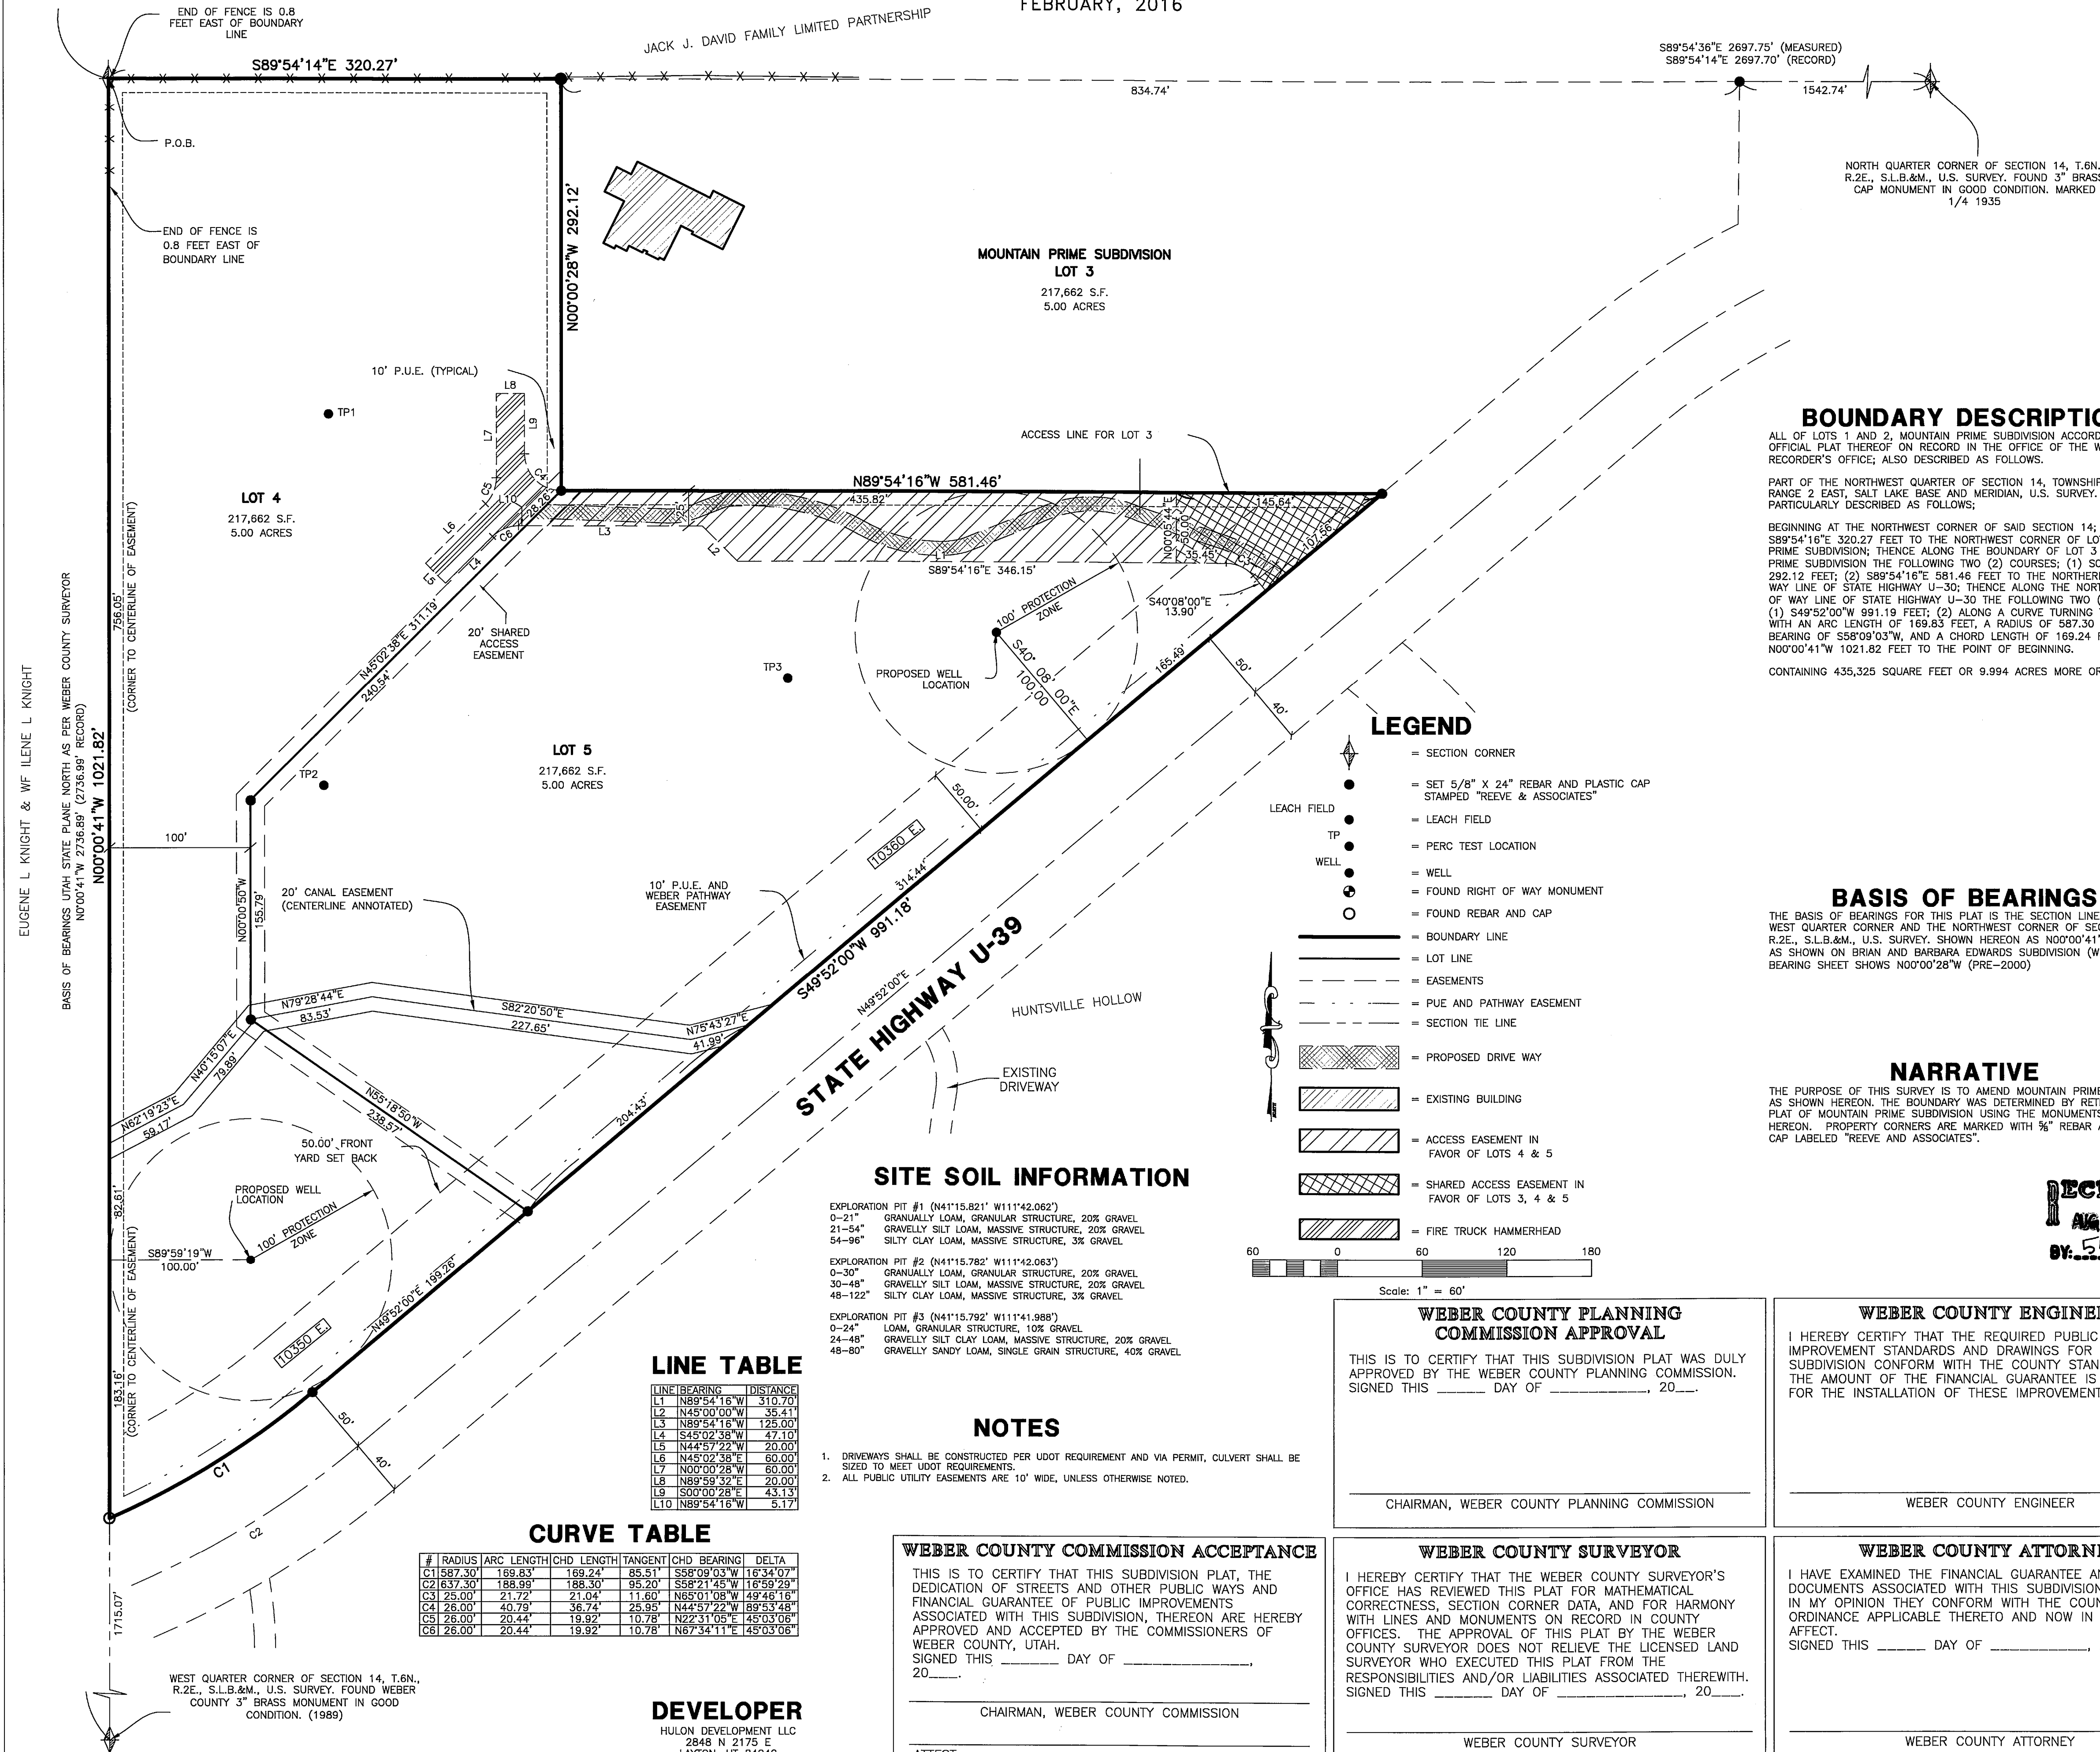 FEBRUARY, 2016
END OF FENCE IS 0.8
FEET EAST OF BOUNDARY
LINE
JACK J. DAVID FAMILY LIMITED PARTNERSHIP
S89°54'14"E 320.27'
S89°54'36"E 2697.75' (MEASURED)
S89°54'14"E 2697.70' (RECORD)
834.74'
1542.74'
P.O.B.
NORTH QUARTER CORNER OF SECTION 14, T.6N.
R.2E., S.L.B.&M., U.S. SURVEY. FOUND 3" BRASS
CAP MONUMENT IN GOOD CONDITION. MARKED
1/4 1935
END OF FENCE IS
0.8 FEET EAST OF
BOUNDARY LINE
N00°00'28"W 292.12'
MOUNTAIN PRIME SUBDIVISION
LOT 3
217,662 S.F.
5.00 ACRES
10' P.U.E. (TYPICAL)
TP1
L8
L7
L9
C4
C5
L10
28.26'
L6
C6
L5
L4
LOT 4
217,662 S.F.
5.00 ACRES
ACCESS LINE FOR LOT 3
N89°54'16"W 581.46'
435.82'
145.64'
25'
L3
L2
L1
S89°54'16"E 346.15'
N00°05'44"E
50.00'
35.45'
C3
107.56'
S40°08'00"E
13.90'
100' PROTECTION
ZONE
PROPOSED WELL
LOCATION
S40° 08' 00"E
100.00
165.49'
50'
40'
20' SHARED
ACCESS
EASEMENT
TP3
N45°02'38"E 311.19'
240.54'
756.05'
(CORNER TO CENTERLINE OF EASEMENT)
EUGENE L KNIGHT & WF ILENE L KNIGHT
BASIS OF BEARINGS UTAH STATE PLANE NORTH AS PER WEBER COUNTY SURVEYOR
N0°00'41"W 2736.89' (2736.99' RECORD)
N00°00'41"W 1021.82'
LOT 5
217,662 S.F.
5.00 ACRES
TP2
100'
N00°00'50"W
155.79'
20' CANAL EASEMENT
(CENTERLINE ANNOTATED)
10' P.U.E. AND
WEBER PATHWAY
EASEMENT
50.00'
10360 E.
314.44'
S49°52'00"W 991.18'
N49°52'00"E
STATE HIGHWAY U-39
HUNTSVILLE HOLLOW
EXISTING
DRIVEWAY
N79°28'44"E
83.53'
S82°20'50"E
227.65'
N75°43'27"E
41.99'
N40°15'07"E
79.89'
N62°19'23"E
59.17'
N55°18'50"W
238.57'
204.43'
50.00' FRONT
YARD SET BACK
PROPOSED WELL
LOCATION
100' PROTECTION
ZONE
82.61'
S89°59'19"W
100.00'
183.16'
(CORNER TO CENTERLINE OF EASEMENT)
N49°52'00"E 199.26'
10350 E.
50'
40'
C1
C2
1715.07'
WEST QUARTER CORNER OF SECTION 14, T.6N.,
R.2E., S.L.B.&M., U.S. SURVEY. FOUND WEBER
COUNTY 3" BRASS MONUMENT IN GOOD
CONDITION. (1989)
LEGEND
= SECTION CORNER
= SET 5/8" X 24" REBAR AND PLASTIC CAP
STAMPED "REEVE & ASSOCIATES"
LEACH FIELD
= LEACH FIELD
TP
= PERC TEST LOCATION
WELL
= WELL
= FOUND RIGHT OF WAY MONUMENT
= FOUND REBAR AND CAP
= BOUNDARY LINE
= LOT LINE
= EASEMENTS
= PUE AND PATHWAY EASEMENT
= SECTION TIE LINE
= PROPOSED DRIVE WAY
= EXISTING BUILDING
= ACCESS EASEMENT IN
FAVOR OF LOTS 4 & 5
= SHARED ACCESS EASEMENT IN
FAVOR OF LOTS 3, 4 & 5
= FIRE TRUCK HAMMERHEAD
60 0 60 120 180
Scale: 1" = 60'
BOUNDARY DESCRIPTIO
ALL OF LOTS 1 AND 2, MOUNTAIN PRIME SUBDIVISION ACCORD
OFFICIAL PLAT THEREOF ON RECORD IN THE OFFICE OF THE W
RECORDER'S OFFICE; ALSO DESCRIBED AS FOLLOWS.
PART OF THE NORTHWEST QUARTER OF SECTION 14, TOWNSHIP
RANGE 2 EAST, SALT LAKE BASE AND MERIDIAN, U.S. SURVEY.
PARTICULARLY DESCRIBED AS FOLLOWS;
BEGINNING AT THE NORTHWEST CORNER OF SAID SECTION 14;
S89°54'16"E 320.27 FEET TO THE NORTHWEST CORNER OF LOT
PRIME SUBDIVISION; THENCE ALONG THE BOUNDARY OF LOT 3
PRIME SUBDIVISION THE FOLLOWING TWO (2) COURSES; (1) SO
292.12 FEET; (2) S89°54'16"E 581.46 FEET TO THE NORTHER
WAY LINE OF STATE HIGHWAY U-30; THENCE ALONG THE NORT
OF WAY LINE OF STATE HIGHWAY U-30 THE FOLLOWING TWO (
(1) S49°52'00"W 991.19 FEET; (2) ALONG A CURVE TURNING
WITH AN ARC LENGTH OF 169.83 FEET, A RADIUS OF 587.30
BEARING OF S58°09'03"W, AND A CHORD LENGTH OF 169.24 F
N00°00'41"W 1021.82 FEET TO THE POINT OF BEGINNING.
CONTAINING 435,325 SQUARE FEET OR 9.994 ACRES MORE OR
BASIS OF BEARINGS
THE BASIS OF BEARINGS FOR THIS PLAT IS THE SECTION LINE
WEST QUARTER CORNER AND THE NORTHWEST CORNER OF SEC
R.2E., S.L.B.&M., U.S. SURVEY. SHOWN HEREON AS N00°00'41"
AS SHOWN ON BRIAN AND BARBARA EDWARDS SUBDIVISION (W
BEARING SHEET SHOWS N00°00'28"W (PRE-2000)
NARRATIVE
THE PURPOSE OF THIS SURVEY IS TO AMEND MOUNTAIN PRIME
AS SHOWN HEREON. THE BOUNDARY WAS DETERMINED BY RET
PLAT OF MOUNTAIN PRIME SUBDIVISION USING THE MONUMENTS
HEREON. PROPERTY CORNERS ARE MARKED WITH ⅝" REBAR A
CAP LABELED "REEVE AND ASSOCIATES".
BY:
SITE SOIL INFORMATION
EXPLORATION PIT #1 (N41°15.821' W111°42.062')
0-21" GRANUALLY LOAM, GRANULAR STRUCTURE, 20% GRAVEL
21-54" GRAVELLY SILT LOAM, MASSIVE STRUCTURE, 20% GRAVEL
54-96" SILTY CLAY LOAM, MASSIVE STRUCTURE, 3% GRAVEL
EXPLORATION PIT #2 (N41°15.782' W111°42.063')
0-30" GRANUALLY LOAM, GRANULAR STRUCTURE, 20% GRAVEL
30-48" GRAVELLY SILT LOAM, MASSIVE STRUCTURE, 20% GRAVEL
48-122" SILTY CLAY LOAM, MASSIVE STRUCTURE, 3% GRAVEL
EXPLORATION PIT #3 (N41°15.792' W111°41.988')
0-24" LOAM, GRANULAR STRUCTURE, 10% GRAVEL
24-48" GRAVELLY SILT CLAY LOAM, MASSIVE STRUCTURE, 20% GRAVEL
48-80" GRAVELLY SANDY LOAM, SINGLE GRAIN STRUCTURE, 40% GRAVEL
LINE TABLE
LINE BEARING DISTANCE
L1 N89°54'16"W 310.70'
L2 N45°00'00"W 35.41'
L3 N89°54'16"W 125.00'
L4 S45°02'38"W 47.10'
L5 N44°57'22"W 20.00'
L6 N45°02'38"E 60.00'
L7 N00°00'28"W 60.00'
L8 N89°59'32"E 20.00'
L9 S00°00'28"E 43.13'
L10 N89°54'16"W 5.17'
NOTES
1. DRIVEWAYS SHALL BE CONSTRUCTED PER UDOT REQUIREMENT AND VIA PERMIT, CULVERT SHALL BE
SIZED TO MEET UDOT REQUIREMENTS.
2. ALL PUBLIC UTILITY EASEMENTS ARE 10' WIDE, UNLESS OTHERWISE NOTED.
CURVE TABLE
# RADIUS ARC LENGTH CHD LENGTH TANGENT CHD BEARING DELTA
C1 587.30' 169.83' 169.24' 85.51' S58°09'03"W 16°34'07"
C2 637.30' 188.99' 188.30' 95.20' S58°21'45"W 16°59'29"
C3 25.00' 21.72' 21.04' 11.60' N65°01'08"W 49°46'16"
C4 26.00' 40.79' 36.74' 25.95' N44°57'22"W 89°53'48"
C5 26.00' 20.44' 19.92' 10.78' N22°31'05"E 45°03'06"
C6 26.00' 20.44' 19.92' 10.78' N67°34'11"E 45°03'06"
DEVELOPER
HULON DEVELOPMENT LLC
2848 N 2175 E
WEBER COUNTY PLANNING
COMMISSION APPROVAL
THIS IS TO CERTIFY THAT THIS SUBDIVISION PLAT WAS DULY
APPROVED BY THE WEBER COUNTY PLANNING COMMISSION.
SIGNED THIS _____ DAY OF __________, 20__.
CHAIRMAN, WEBER COUNTY PLANNING COMMISSION
WEBER COUNTY ENGINE
I HEREBY CERTIFY THAT THE REQUIRED PUBLIC
IMPROVEMENT STANDARDS AND DRAWINGS FOR
SUBDIVISION CONFORM WITH THE COUNTY STAN
THE AMOUNT OF THE FINANCIAL GUARANTEE IS
FOR THE INSTALLATION OF THESE IMPROVEMENT
WEBER COUNTY ENGINEER
WEBER COUNTY COMMISSION ACCEPTANCE
THIS IS TO CERTIFY THAT THIS SUBDIVISION PLAT, THE
DEDICATION OF STREETS AND OTHER PUBLIC WAYS AND
FINANCIAL GUARANTEE OF PUBLIC IMPROVEMENTS
ASSOCIATED WITH THIS SUBDIVISION, THEREON ARE HEREBY
APPROVED AND ACCEPTED BY THE COMMISSIONERS OF
WEBER COUNTY, UTAH.
SIGNED THIS ______ DAY OF _____________,
20___.
CHAIRMAN, WEBER COUNTY COMMISSION
WEBER COUNTY SURVEYOR
I HEREBY CERTIFY THAT THE WEBER COUNTY SURVEYOR'S
OFFICE HAS REVIEWED THIS PLAT FOR MATHEMATICAL
CORRECTNESS, SECTION CORNER DATA, AND FOR HARMONY
WITH LINES AND MONUMENTS ON RECORD IN COUNTY
OFFICES. THE APPROVAL OF THIS PLAT BY THE WEBER
COUNTY SURVEYOR DOES NOT RELIEVE THE LICENSED LAND
SURVEYOR WHO EXECUTED THIS PLAT FROM THE
RESPONSIBILITIES AND/OR LIABILITIES ASSOCIATED THEREWITH.
SIGNED THIS ______ DAY OF _____________, 20___.
WEBER COUNTY SURVEYOR
WEBER COUNTY ATTORN
I HAVE EXAMINED THE FINANCIAL GUARANTEE AN
DOCUMENTS ASSOCIATED WITH THIS SUBDIVISION
IN MY OPINION THEY CONFORM WITH THE COUN
ORDINANCE APPLICABLE THERETO AND NOW IN
AFFECT.
SIGNED THIS _____ DAY OF __________,
WEBER COUNTY ATTORNEY